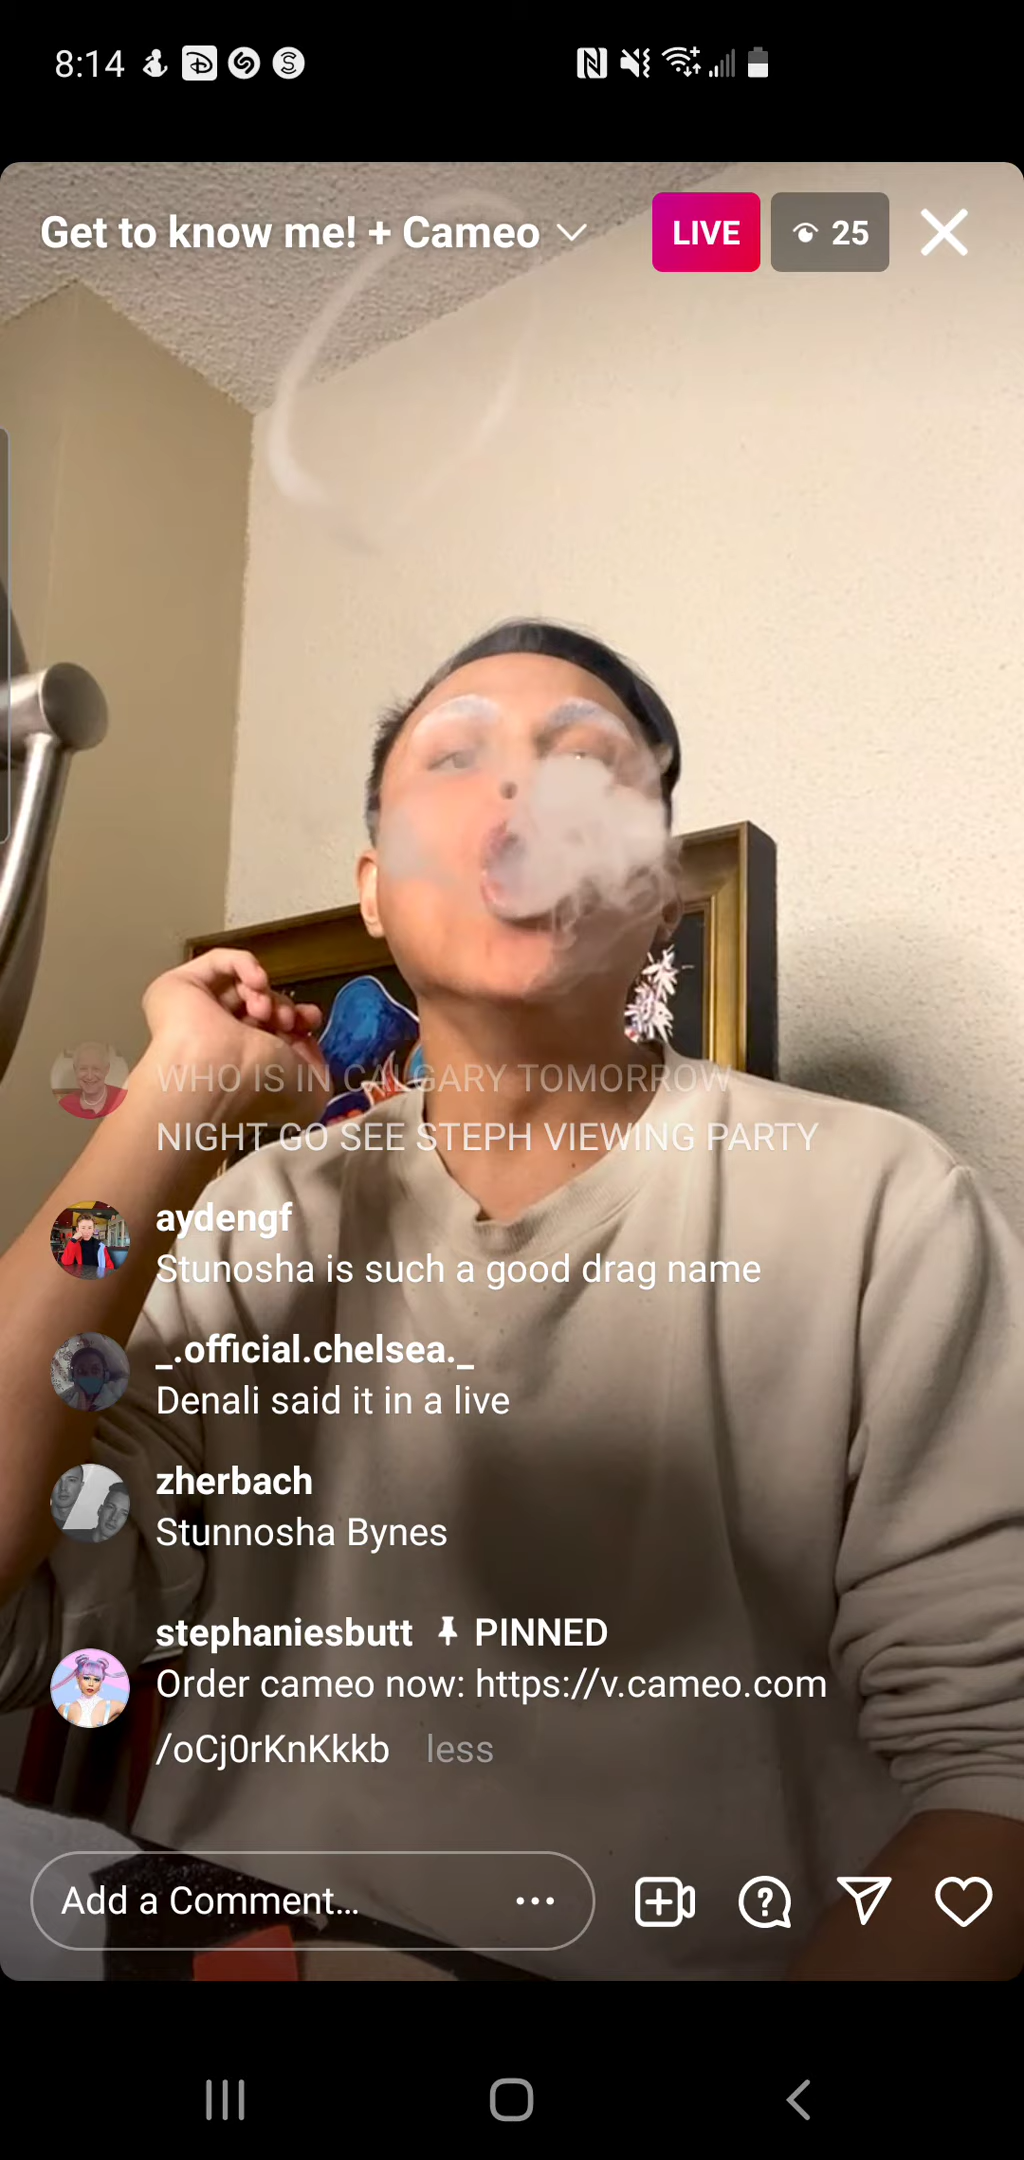 8:14
Get to know me! + Cameo
LIVE
25
WHO IS IN CALGARY TOMORROW
NIGHT GO SEE STEPH VIEWING PARTY
aydengf
Stunosha is such a good drag name
_.official.chelsea._
Denali said it in a live
zherbach
Stunnosha Bynes
stephaniesbutt PINNED
Order cameo now: https://v.cameo.com
/oCj0rKnKkkb less
Add a Comment...